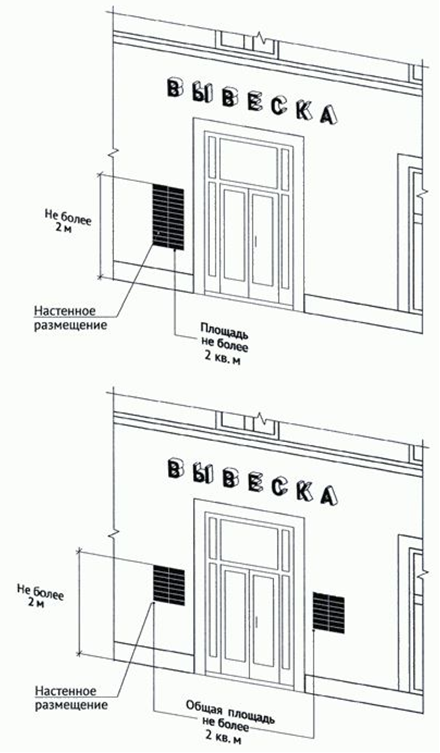 ВЫВЕСКА
Не более
2 м
Настенное
размещение
Площадь
не более
2 кв. м
ВЫВЕСКА
Не более
2 м
Настенное
размещение
Общая площадь
не более
2 кв. м